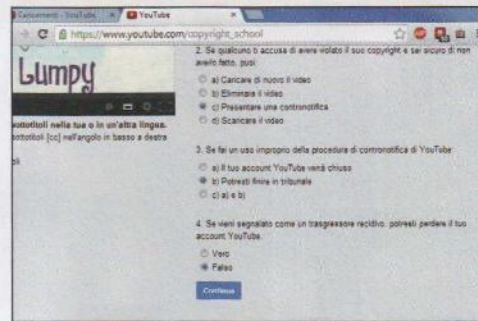 Cancementi - YouTube
YouTube
https://www.youtube.com/copyright_school
Lumpy
sottotitoli nella tua o in un'altra lingua.
sottotitoli [cc] nell'angolo in basso a destra
oli
2. Se qualcuno ti accusa di avere violato il suo copyright e sei sicuro di non
averlo fatto, puoi
a) Caricare di nuovo il video
b) Eliminare il video
c) Presentare una contronotifica
d) Scaricare il video
3. Se fai un uso improprio della procedura di contronotifica di YouTube:
a) Il tuo account YouTube verrà chiuso
b) Potresti finire in tribunale
c) a) e b)
4. Se vieni segnalato come un trasgressore recidivo, potresti perdere il tuo
account YouTube.
Vero
Falso
Continua